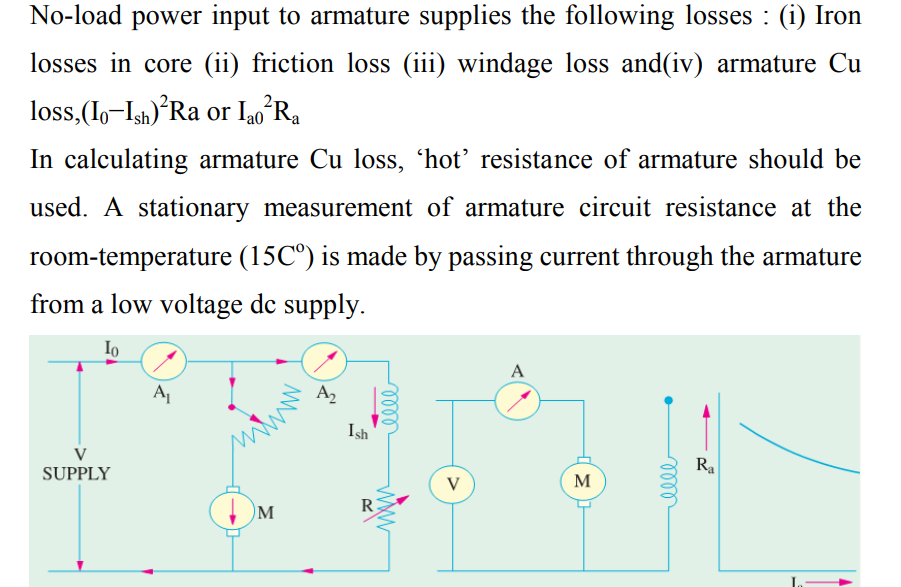 No-load power input to armature supplies the following losses : (i) Iron
losses in core (ii) friction loss (iii) windage loss and(iv) armature Cu
loss,(I₀−Iₛₕ)²Ra or Iₐ₀²Rₐ
In calculating armature Cu loss, ‘hot’ resistance of armature should be
used. A stationary measurement of armature circuit resistance at the
room-temperature (15Cº) is made by passing current through the armature
from a low voltage dc supply.
I₀
A₁
A₂
A
Iₛₕ
V
SUPPLY
M
R
V
M
Rₐ